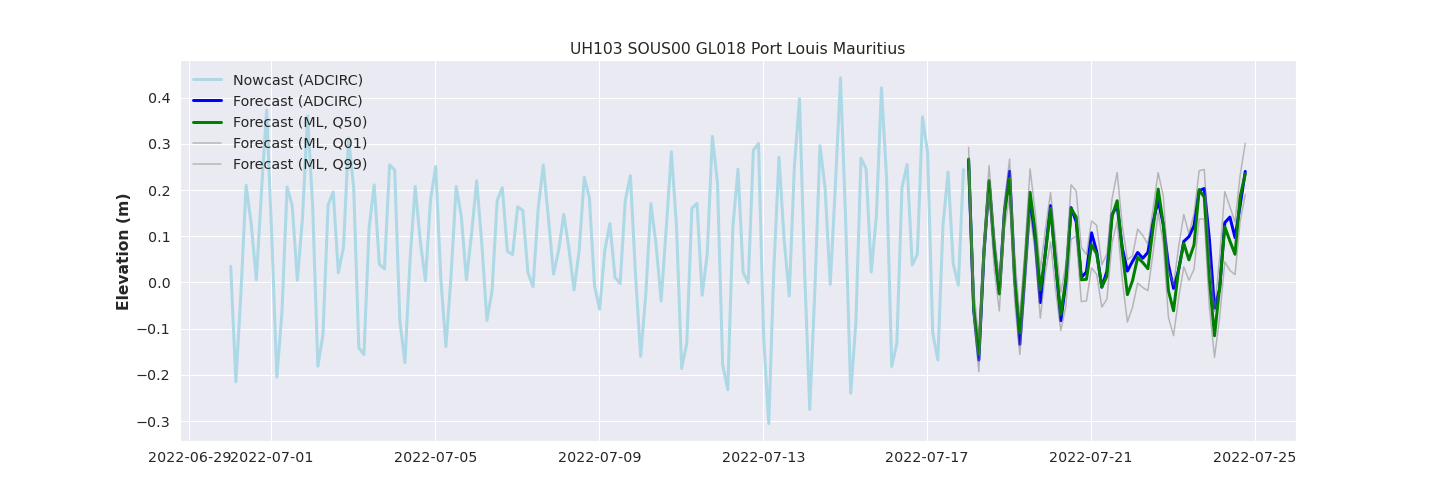 UH103 SOUS00 GL018 Port Louis Mauritius
Nowcast (ADCIRC)
Forecast (ADCIRC)
Forecast (ML, Q50)
Forecast (ML, Q01)
Forecast (ML, Q99)
Elevation (m)
0.4
0.3
0.2
0.1
0.0
−0.1
−0.2
−0.3
2022-06-29 2022-07-01 2022-07-05 2022-07-09 2022-07-13 2022-07-17 2022-07-21 2022-07-25